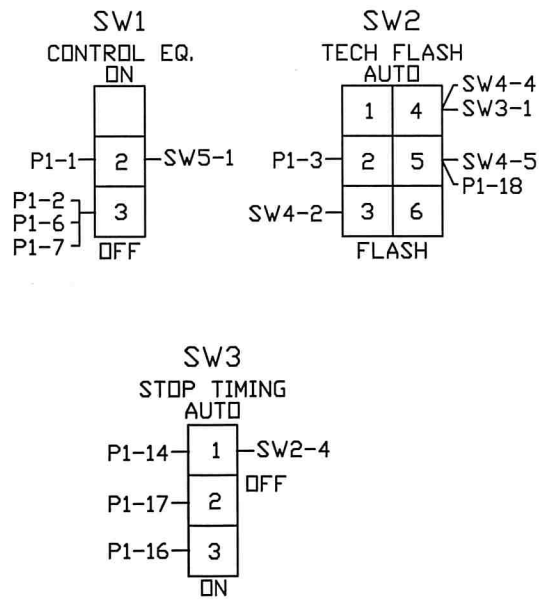 SW1
CONTROL EQ.
ON
P1-1 2 SW5-1
P1-2
P1-6 3
P1-7
OFF
SW2
TECH FLASH
AUTO
1 4 SW4-4
SW3-1
P1-3 2 5 SW4-5
P1-18
SW4-2 3 6
FLASH
SW3
STOP TIMING
AUTO
P1-14 1 SW2-4
OFF
P1-17 2
P1-16 3
ON